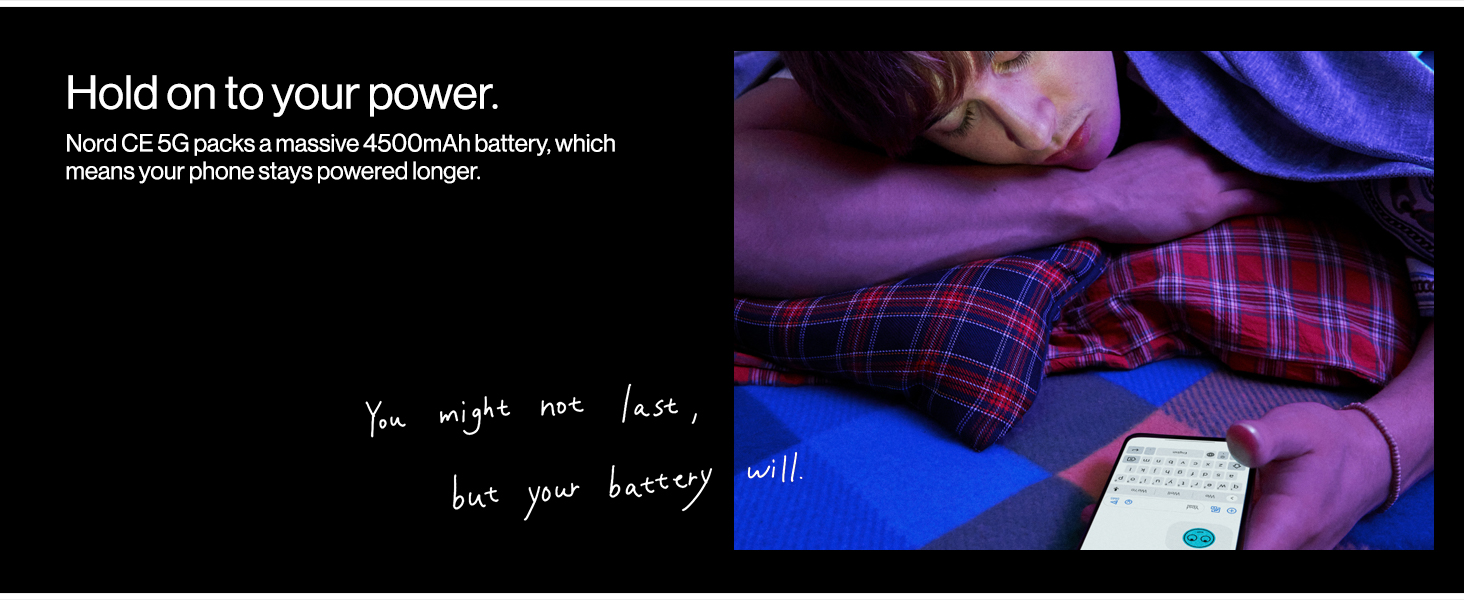 Hold on to your power.
Nord CE 5G packs a massive 4500mAh battery, which
means your phone stays powered longer.
You might not last,
but your battery will.